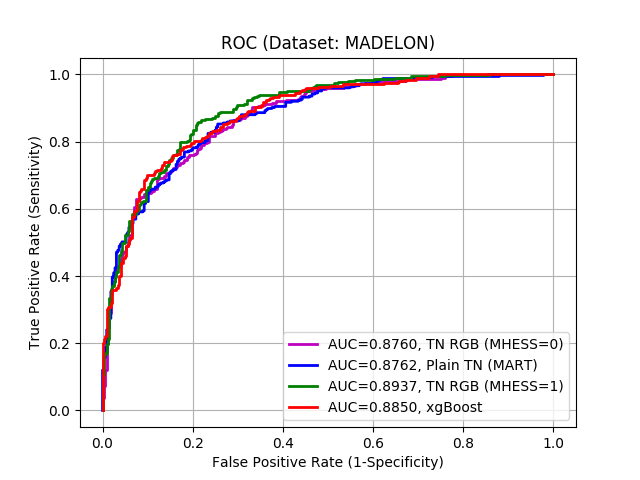 ROC (Dataset: MADELON)
True Positive Rate (Sensitivity)
1.0
0.8
0.6
0.4
0.2
0.0
AUC=0.8760, TN RGB (MHESS=0)
AUC=0.8762, Plain TN (MART)
AUC=0.8937, TN RGB (MHESS=1)
AUC=0.8850, xgBoost
0.0 0.2 0.4 0.6 0.8 1.0
False Positive Rate (1-Specificity)